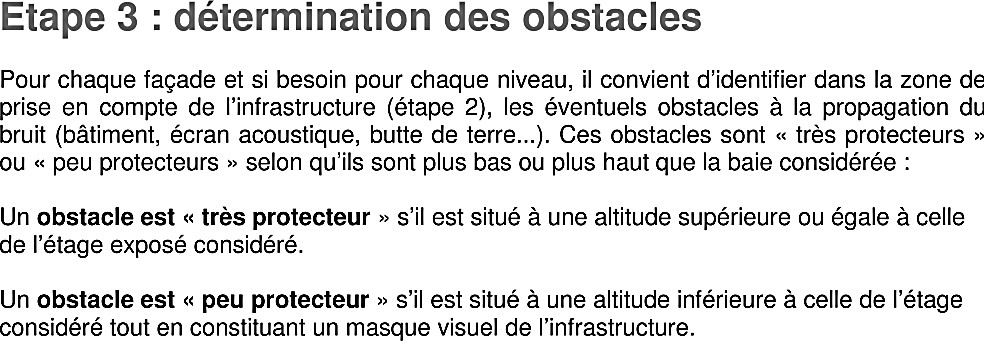 Etape 3 : détermination des obstacles
Pour chaque façade et si besoin pour chaque niveau, il convient d'identifier dans la zone de
prise en compte de l'infrastructure (étape 2), les éventuels obstacles à la propagation du
bruit (bâtiment, écran acoustique, butte de terre...). Ces obstacles sont « très protecteurs »
ou « peu protecteurs » selon qu'ils sont plus bas ou plus haut que la baie considérée :
Un obstacle est « très protecteur » s'il est situé à une altitude supérieure ou égale à celle
de l'étage exposé considéré.
Un obstacle est « peu protecteur » s'il est situé à une altitude inférieure à celle de l'étage
considéré tout en constituant un masque visuel de l'infrastructure.